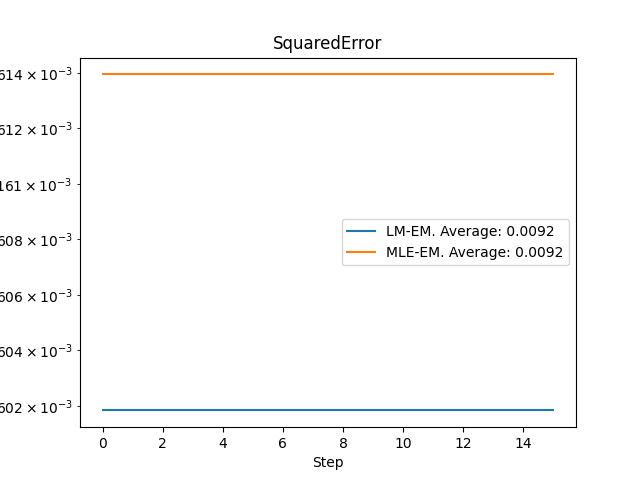 SquaredError
614 × 10⁻³
612 × 10⁻³
161 × 10⁻³
608 × 10⁻³
606 × 10⁻³
604 × 10⁻³
602 × 10⁻³
LM-EM. Average: 0.0092
MLE-EM. Average: 0.0092
0 2 4 6 8 10 12 14
Step